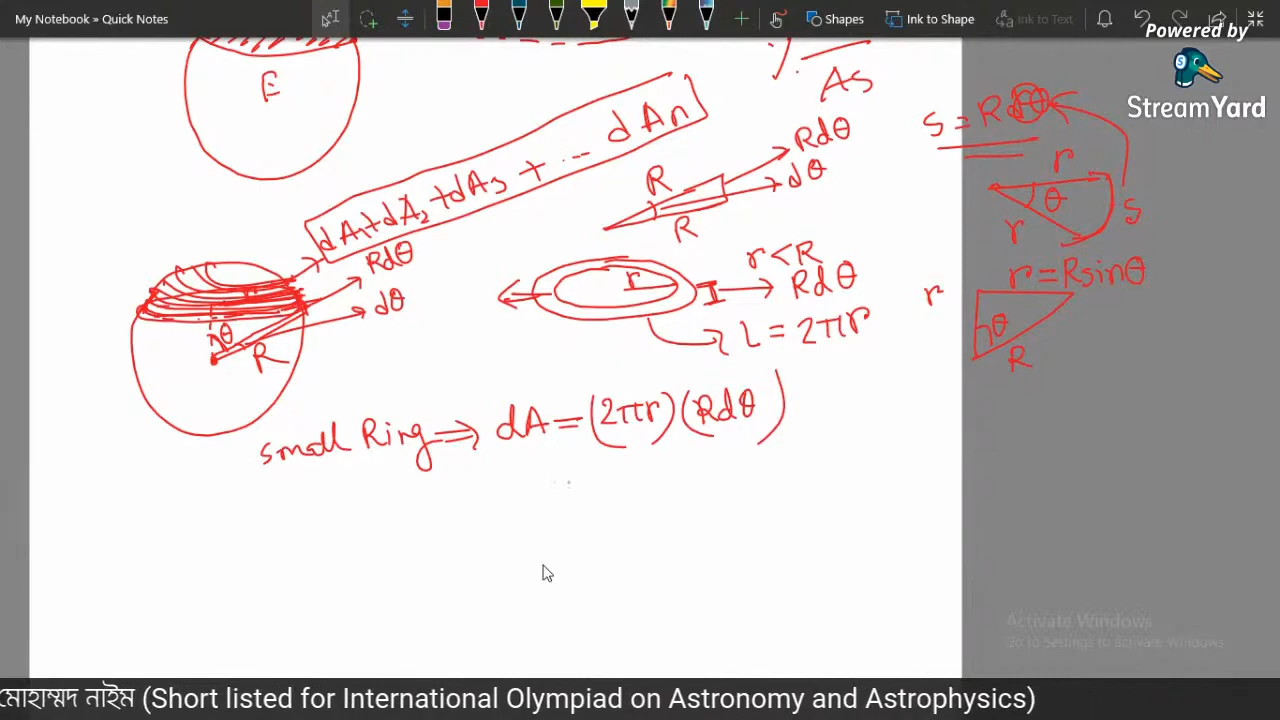 My Notebook » Quick Notes
Shapes
Ink to Shape
Ink to Text
Powered by
StreamYard
E
As
dA₁+dA₂+dA₃ + ... dAn
Rdθ
dθ
R
R
S = Rdθ
r
θ
r
S
Rdθ
dθ
θ
R
r
r < R
Rdθ
L = 2πr
r = Rsinθ
r
θ
R
small Ring ⇒ dA = (2πr)(Rdθ)
Activate Windows
Go to Settings to activate Windows.
মোহাম্মদ নাইম (Short listed for International Olympiad on Astronomy and Astrophysics)